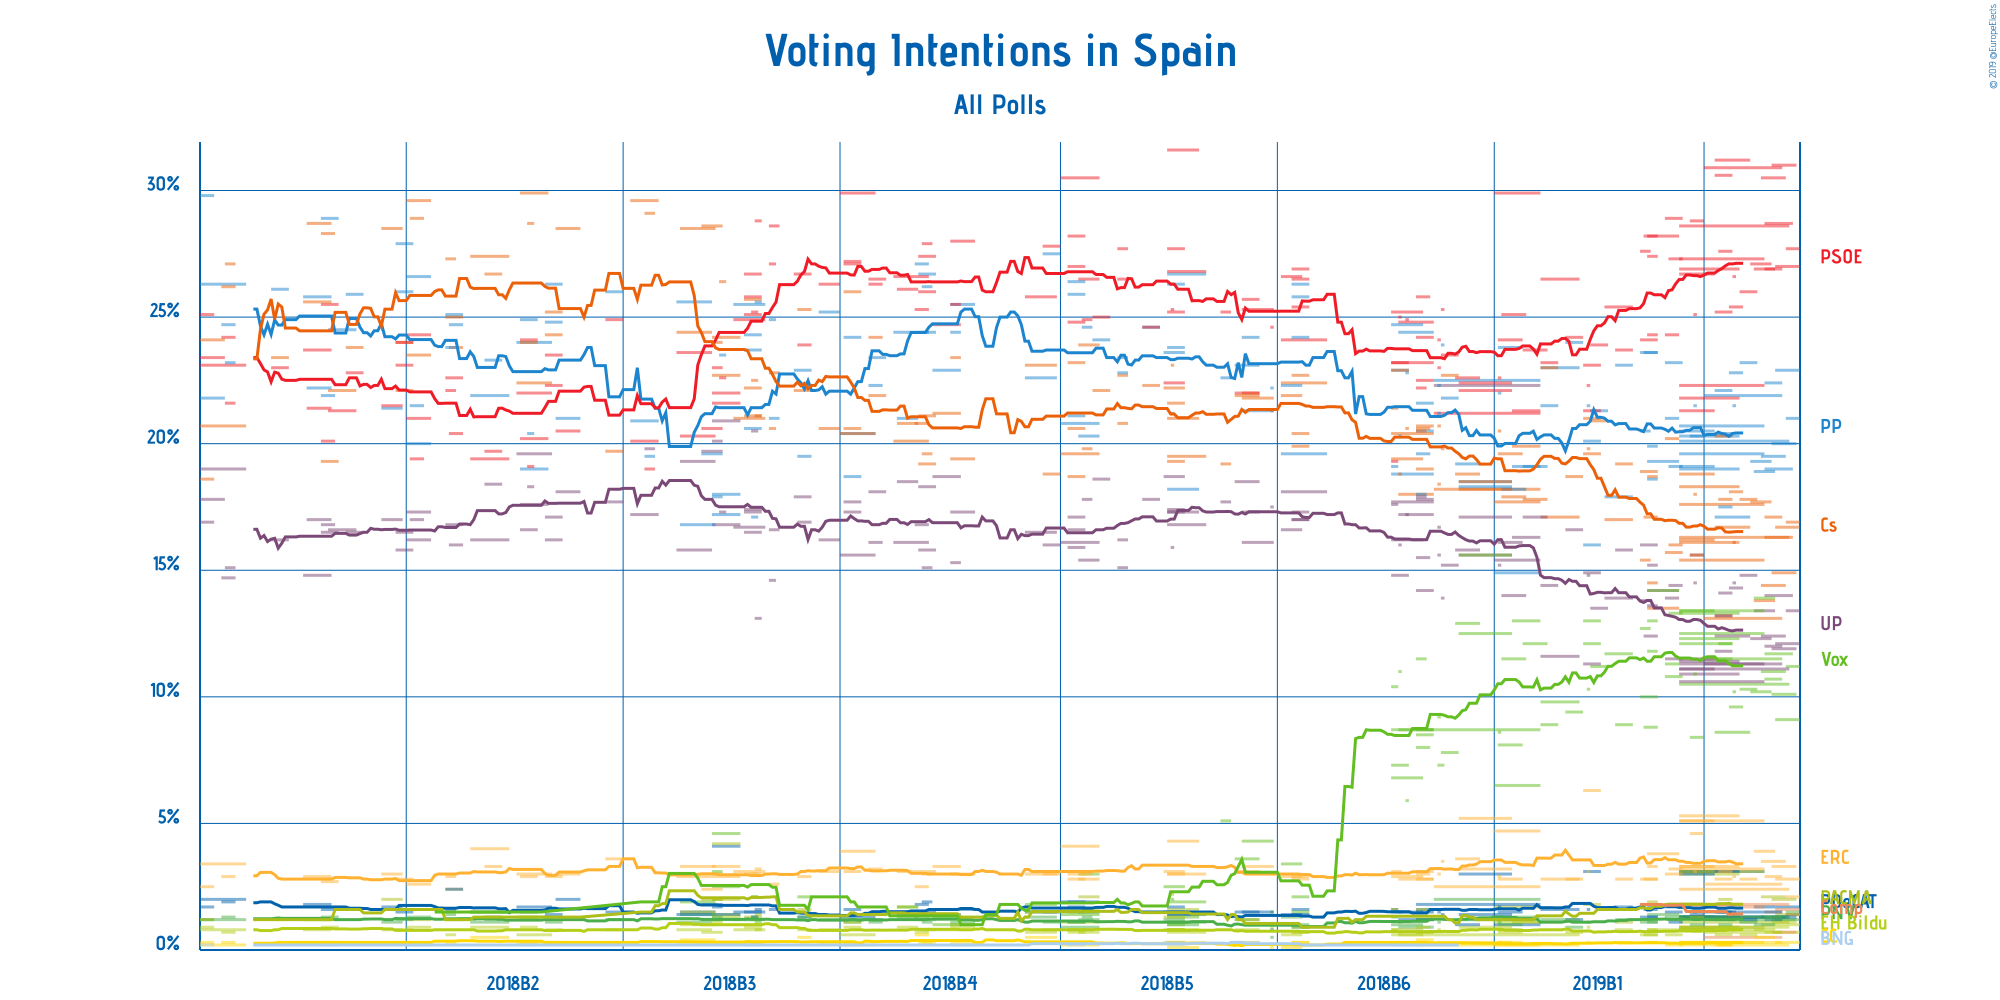 © 2019 @EuropeElects
Voting Intentions in Spain
All Polls
30%
25%
20%
15%
10%
5%
0%
PSOE
PP
Cs
UP
Vox
ERC
PACMA
EH Bildu
BNG
2018B2
2018B3
2018B4
2018B5
2018B6
2019B1